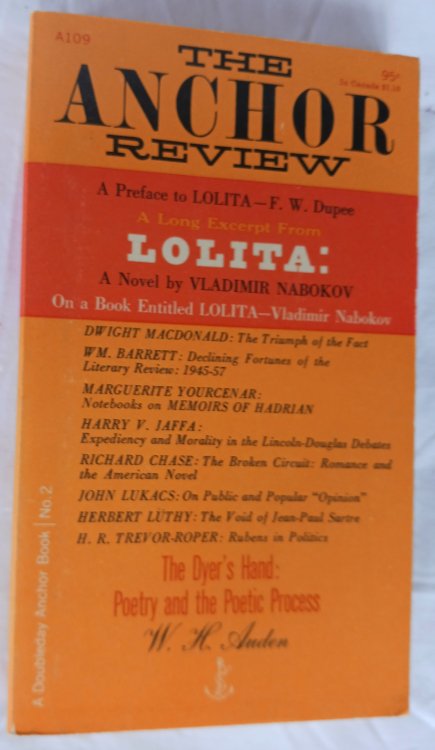 A109
THE
95¢
In Canada $1.10
ANCHOR
REVIEW
A Preface to LOLITA—F. W. Dupee
A Long Excerpt From
LOLITA:
A Novel by VLADIMIR NABOKOV
On a Book Entitled LOLITA—Vladimir Nabokov
DWIGHT MACDONALD: The Triumph of the Fact
WM. BARRETT: Declining Fortunes of the
Literary Review: 1945-57
MARGUERITE YOURCENAR:
Notebooks on MEMOIRS OF HADRIAN
HARRY V. JAFFA:
Expediency and Morality in the Lincoln-Douglas Debates
RICHARD CHASE: The Broken Circuit: Romance and
the American Novel
JOHN LUKACS: On Public and Popular "Opinion"
HERBERT LUTHY: The Void of Jean-Paul Sartre
H. R. TREVOR-ROPER: Rubens in Politics
The Dyer's Hand:
Poetry and the Poetic Process
W. H. Auden
A Doubleday Anchor Book | No. 2